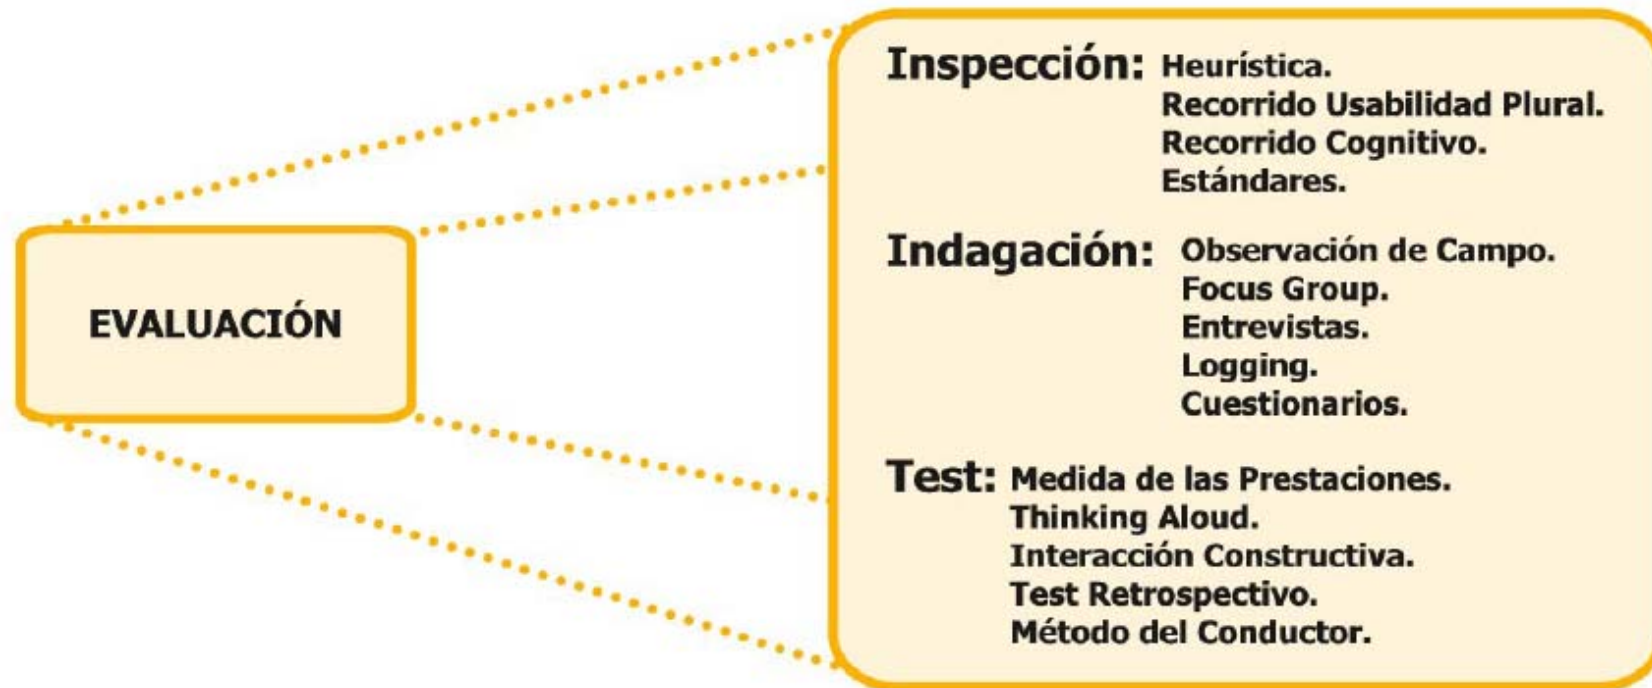 EVALUACIÓN
Inspección: Heurística.
Recorrido Usabilidad Plural.
Recorrido Cognitivo.
Estándares.
Indagación: Observación de Campo.
Focus Group.
Entrevistas.
Logging.
Cuestionarios.
Test: Medida de las Prestaciones.
Thinking Aloud.
Interacción Constructiva.
Test Retrospectivo.
Método del Conductor.